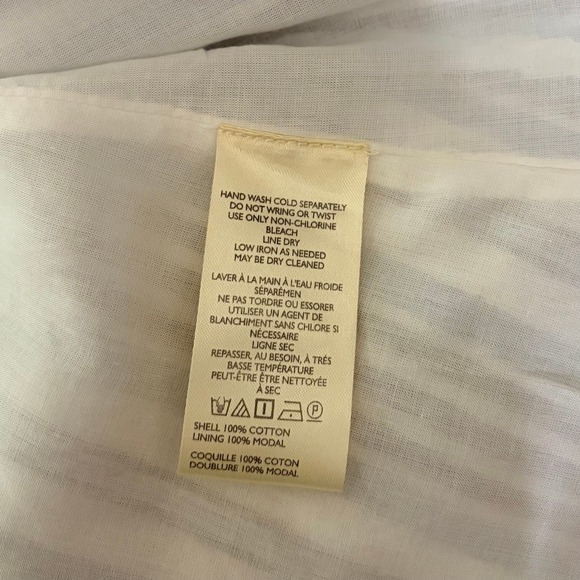 HAND WASH COLD SEPARATELY
DO NOT WRING OR TWIST
USE ONLY NON-CHLORINE
BLEACH
LINE DRY
LOW IRON AS NEEDED
MAY BE DRY CLEANED
LAVER À LA MAIN À L'EAU FROIDE
SÉPARÉMEN
NE PAS TORDRE OU ESSORER
UTILISER UN AGENT DE
BLANCHIMENT SANS CHLORE SI
NÉCESSAIRE
LIGNE SEC
REPASSER, AU BESOIN, À TRÉS
BASSE TEMPÉRATURE
PEUT-ÊTRE ÊTRE NETTOYÉE
À SEC
P
SHELL 100% COTTON
LINING 100% MODAL
COQUILLE 100% COTON
DOUBLURE 100% MODAL